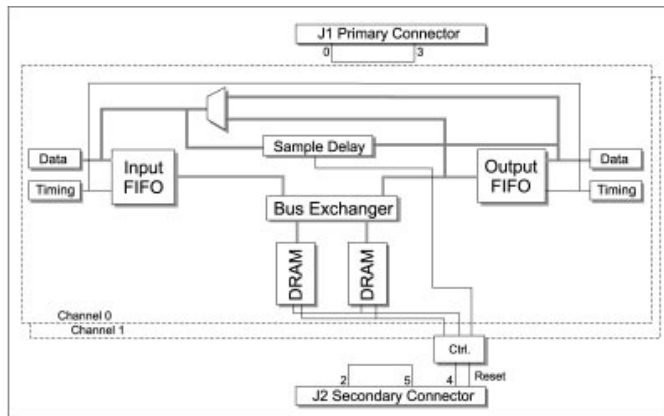 J1 Primary Connector
0 3
Data
Timing
Input
FIFO
Sample Delay
Output
FIFO
Data
Timing
Bus Exchanger
DRAM
DRAM
Channel 0
Channel 1
Ctrl.
Reset
2 5 4
J2 Secondary Connector